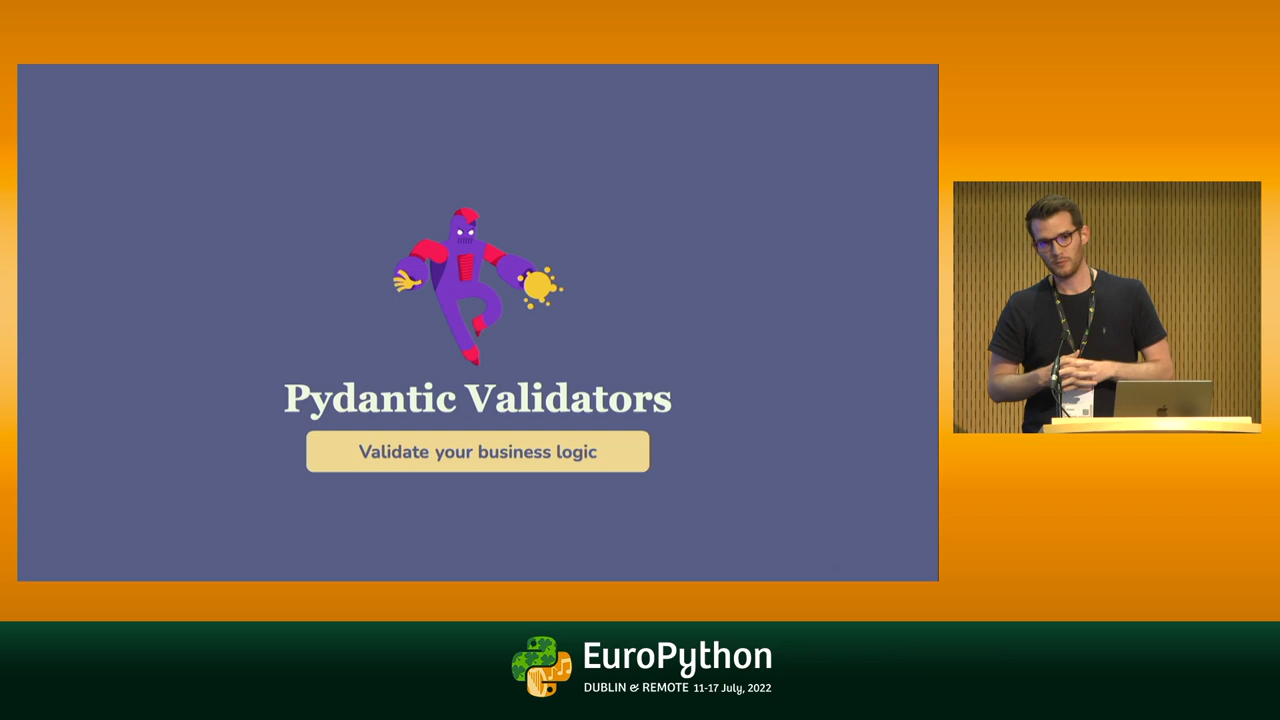 Pydantic Validators
Validate your business logic
EuroPython
DUBLIN & REMOTE 11-17 July, 2022